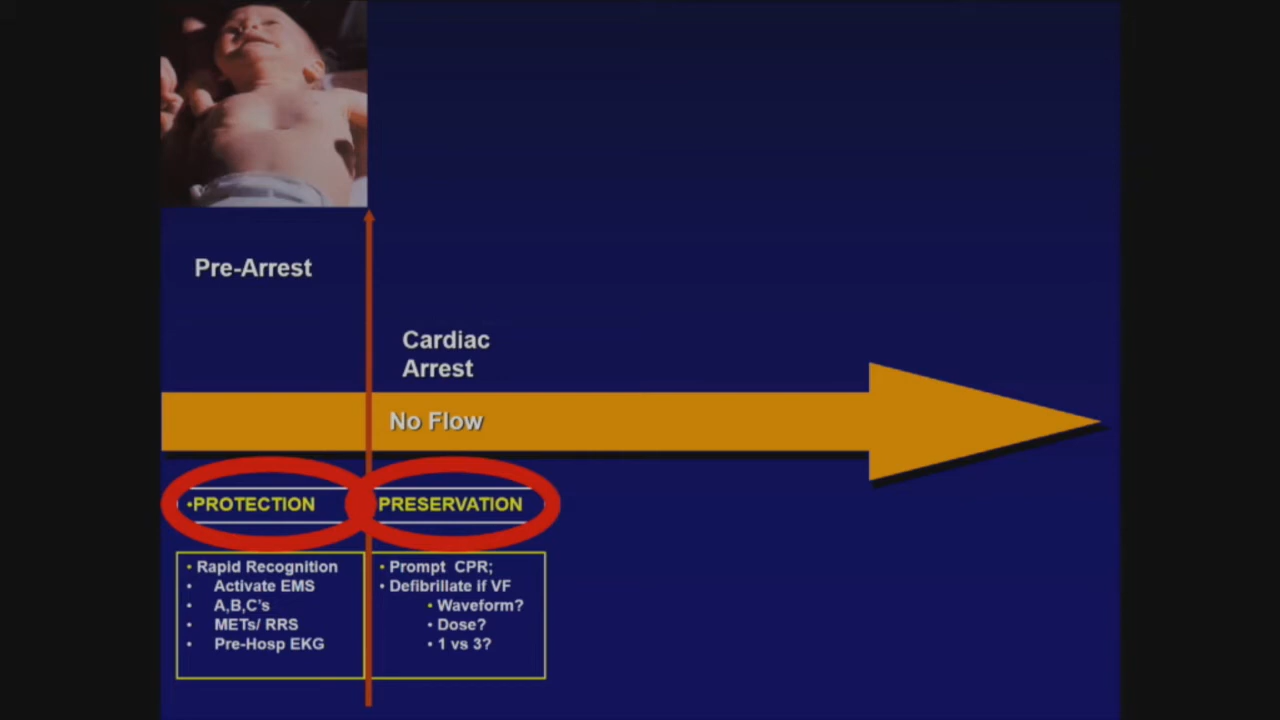 Pre-Arrest
Cardiac
Arrest
No Flow
•PROTECTION
PRESERVATION
• Rapid Recognition
• Activate EMS
• A,B,C's
• METs/ RRS
• Pre-Hosp EKG
• Prompt CPR;
• Defibrillate if VF
• Waveform?
• Dose?
• 1 vs 3?